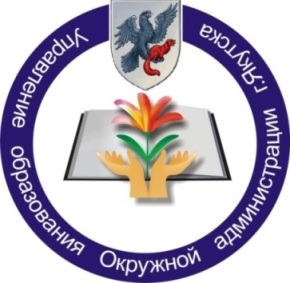 Управление образования Окружной администрации г.Якутска